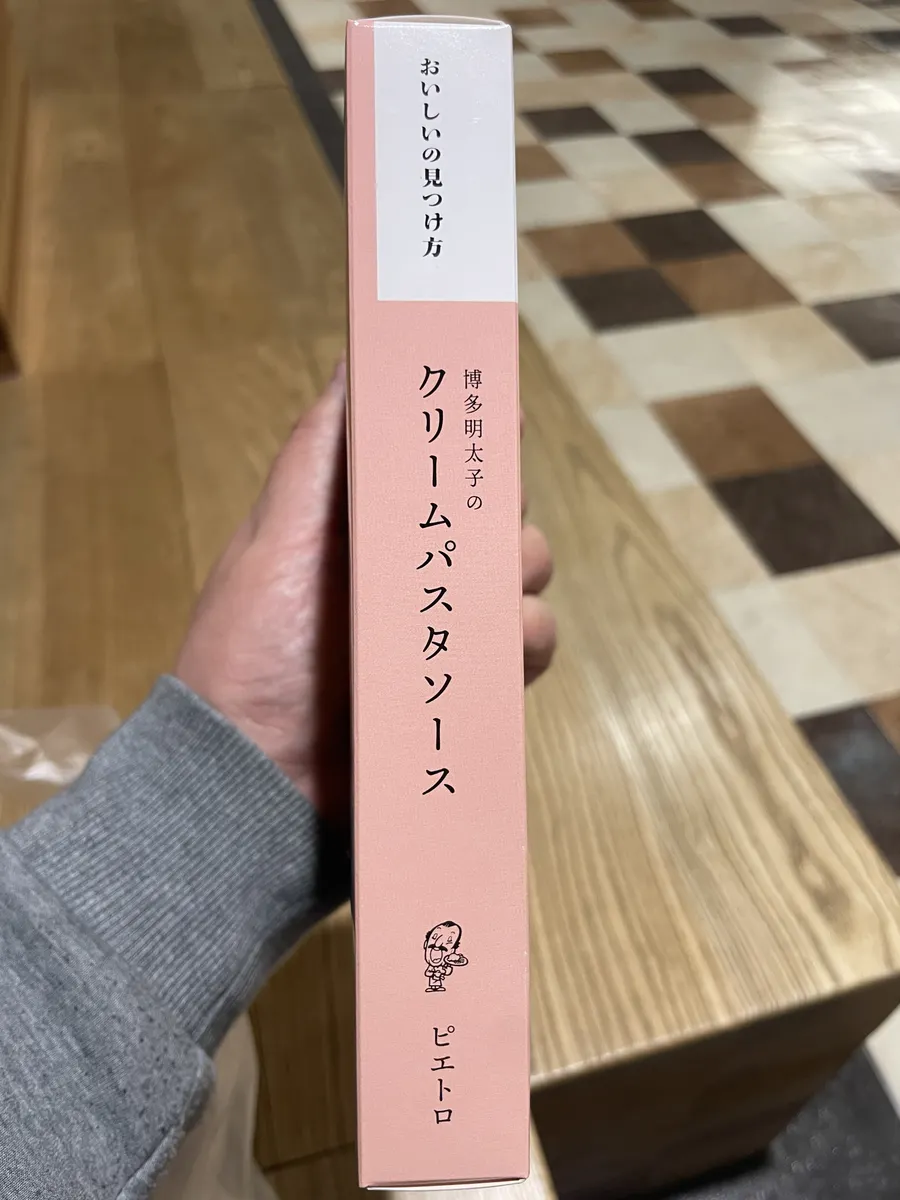 おいしいの見つけ方
博多明太子の
クリームパスタソース
ピエトロ